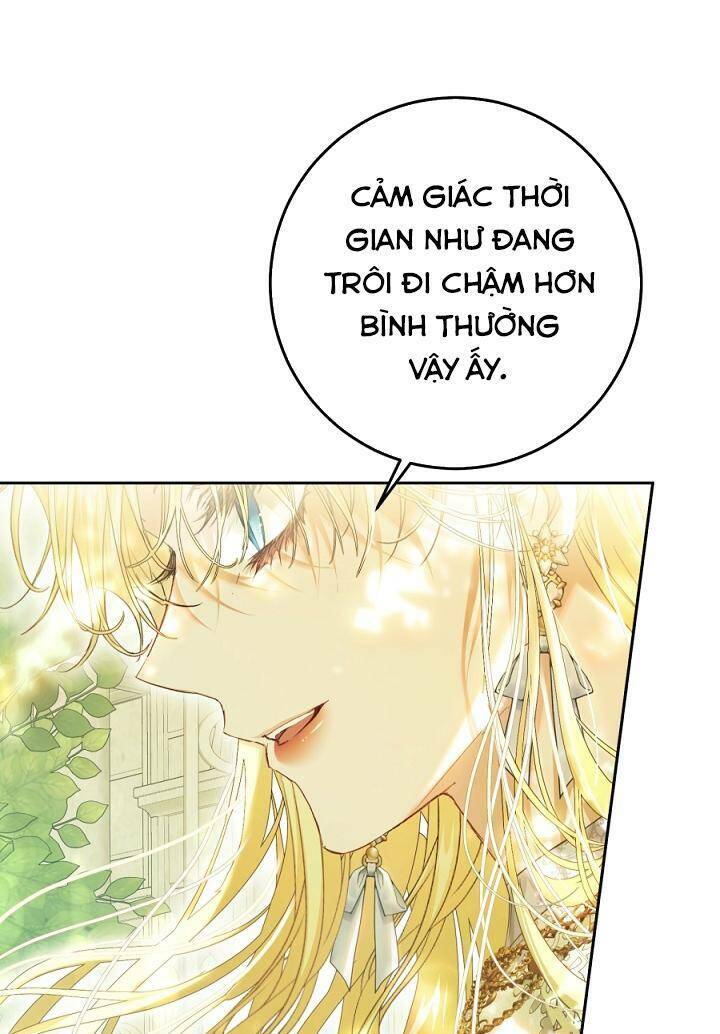 CẢM GIÁC THỜI
GIAN NHƯ ĐANG
TRÔI ĐI CHẬM HƠN
BÌNH THƯỜNG
VẬY ẤY.